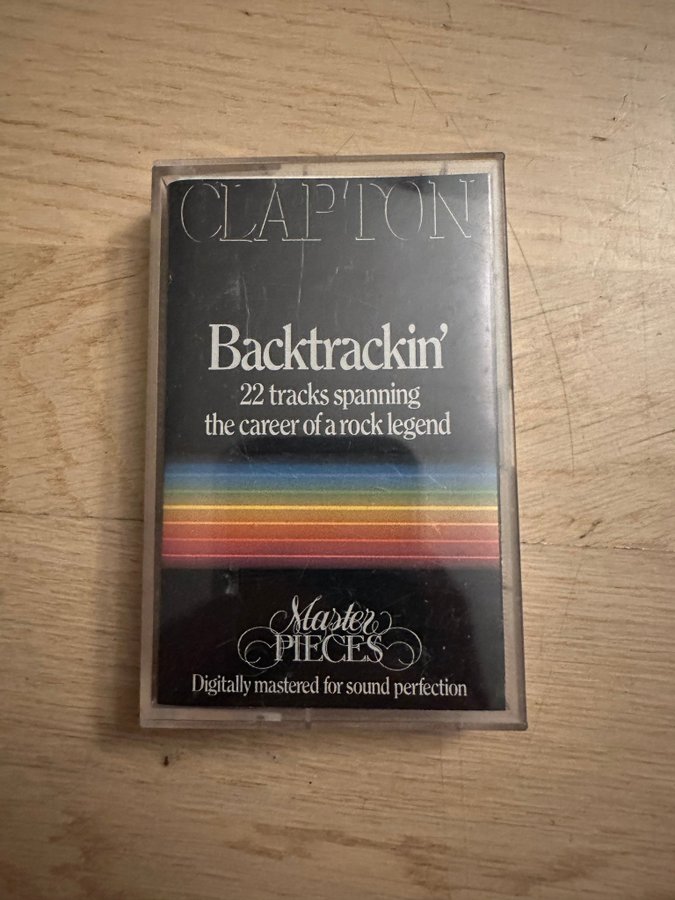 CLAPTON
Backtrackin'
22 tracks spanning
the career of a rock legend
Master
PIECES
Digitally mastered for sound perfection